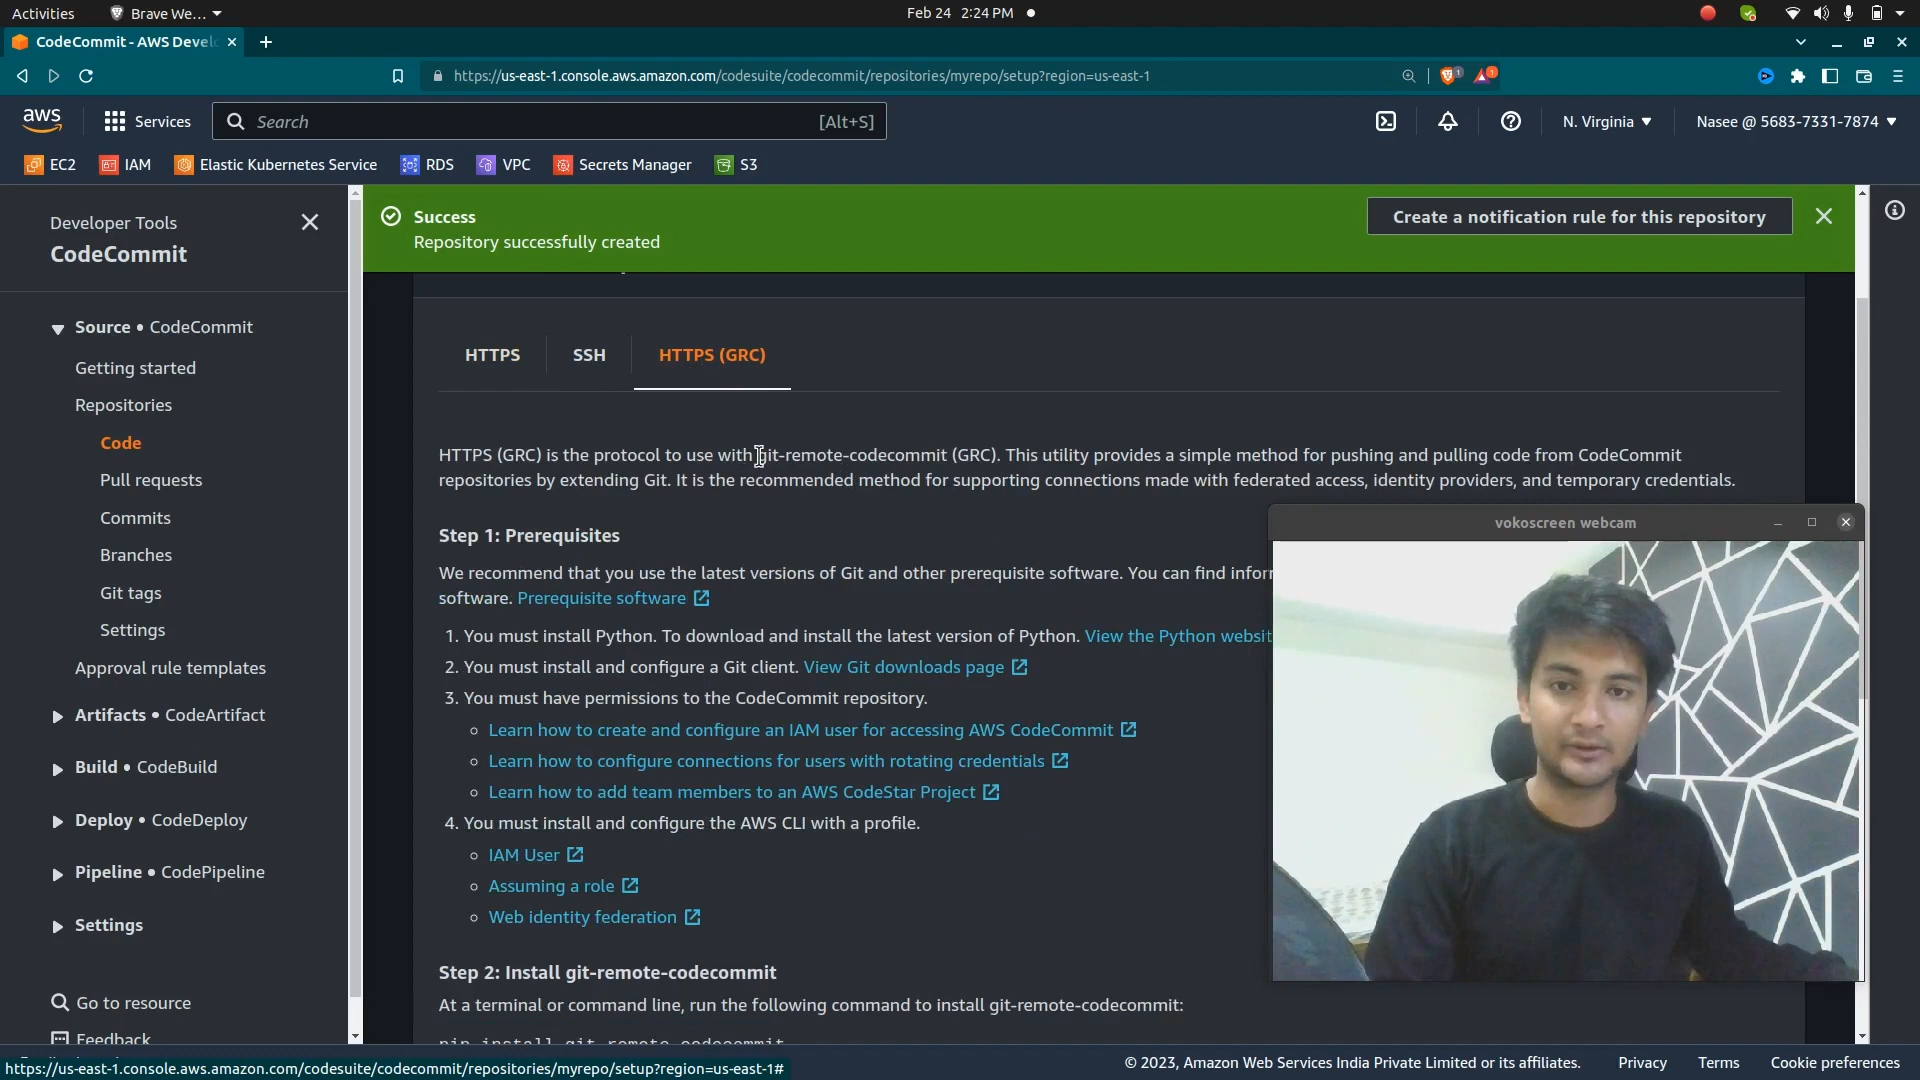 Activities
Brave We...
Feb 24 2:24 PM
CodeCommit - AWS Devel
https://us-east-1.console.aws.amazon.com/codesuite/codecommit/repositories/myrepo/setup?region=us-east-1
1
1
aws
Services
Search
[Alt+S]
N. Virginia
Nasee @ 5683-7331-7874
EC2
IAM
Elastic Kubernetes Service
RDS
VPC
Secrets Manager
S3
Developer Tools
CodeCommit
Source • CodeCommit
Getting started
Repositories
Code
Pull requests
Commits
Branches
Git tags
Settings
Approval rule templates
Artifacts • CodeArtifact
Build • CodeBuild
Deploy • CodeDeploy
Pipeline • CodePipeline
Settings
Go to resource
Feedback
Success
Repository successfully created
Create a notification rule for this repository
HTTPS
SSH
HTTPS (GRC)
HTTPS (GRC) is the protocol to use with git-remote-codecommit (GRC). This utility provides a simple method for pushing and pulling code from CodeCommit
repositories by extending Git. It is the recommended method for supporting connections made with federated access, identity providers, and temporary credentials.
Step 1: Prerequisites
We recommend that you use the latest versions of Git and other prerequisite software. You can find infor
software. Prerequisite software
1. You must install Python. To download and install the latest version of Python. View the Python websit
2. You must install and configure a Git client. View Git downloads page
3. You must have permissions to the CodeCommit repository.
Learn how to create and configure an IAM user for accessing AWS CodeCommit
Learn how to configure connections for users with rotating credentials
Learn how to add team members to an AWS CodeStar Project
4. You must install and configure the AWS CLI with a profile.
IAM User
Assuming a role
Web identity federation
Step 2: Install git-remote-codecommit
At a terminal or command line, run the following command to install git-remote-codecommit:
pip install git-remote-codecommit
vokoscreen webcam
https://us-east-1.console.aws.amazon.com/codesuite/codecommit/repositories/myrepo/setup?region=us-east-1#
© 2023, Amazon Web Services India Private Limited or its affiliates.
Privacy
Terms
Cookie preferences